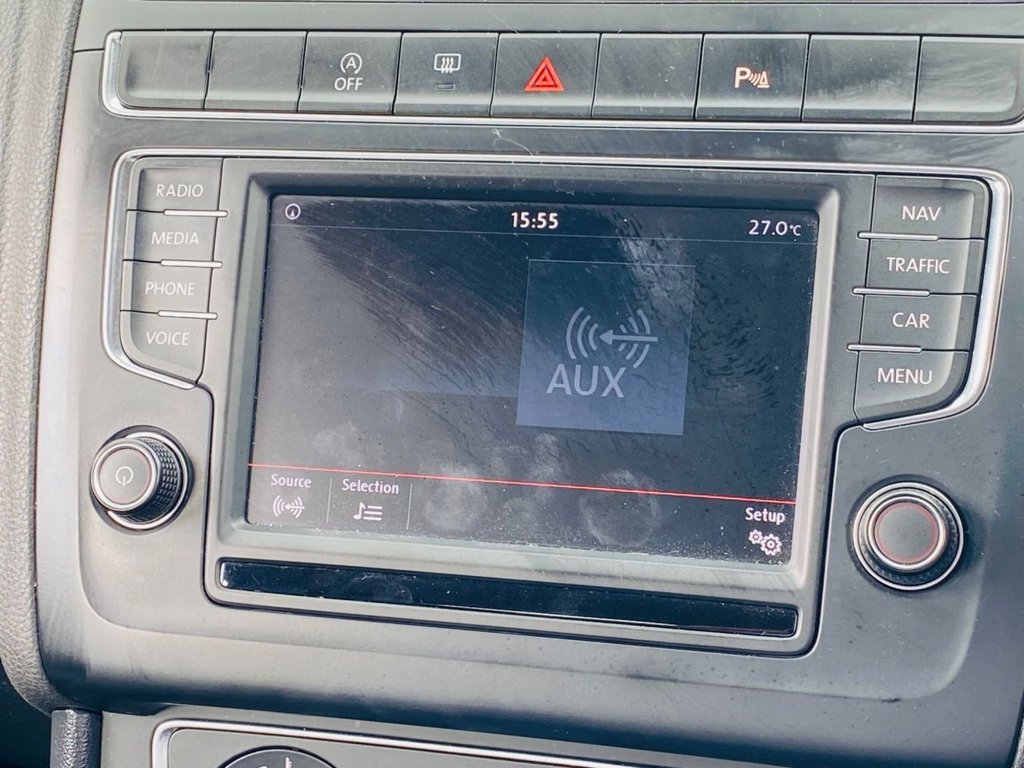 A
OFF
P
RADIO
MEDIA
PHONE
VOICE
15:55
27.0°C
AUX
Source
Selection
Setup
NAV
TRAFFIC
CAR
MENU